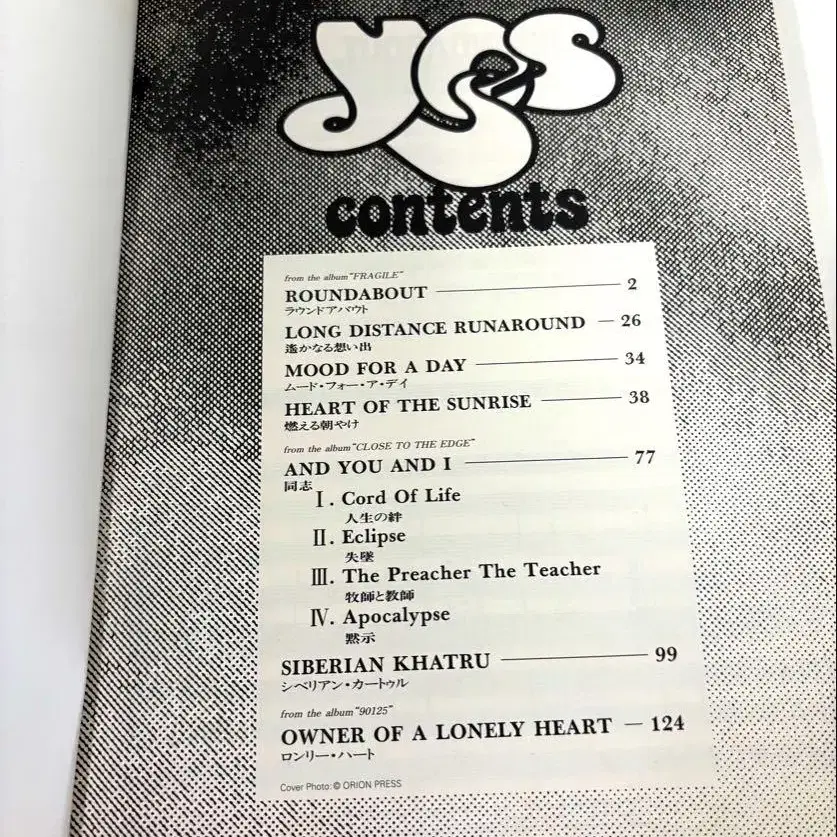 yes
contents
from the album "FRAGILE"
ROUNDABOUT 2
ラウンドアバウト
LONG DISTANCE RUNAROUND 26
遙かなる想い出
MOOD FOR A DAY 34
ムード・フォー・ア・デイ
HEART OF THE SUNRISE 38
燃える朝やけ
from the album "CLOSE TO THE EDGE"
AND YOU AND I 77
同志
Ⅰ. Cord Of Life
人生の絆
Ⅱ. Eclipse
失墜
Ⅲ. The Preacher The Teacher
牧師と教師
Ⅳ. Apocalypse
黙示
SIBERIAN KHATRU 99
シベリアン・カートゥル
from the album "90125"
OWNER OF A LONELY HEART 124
ロンリー・ハート
Cover Photo: © ORION PRESS